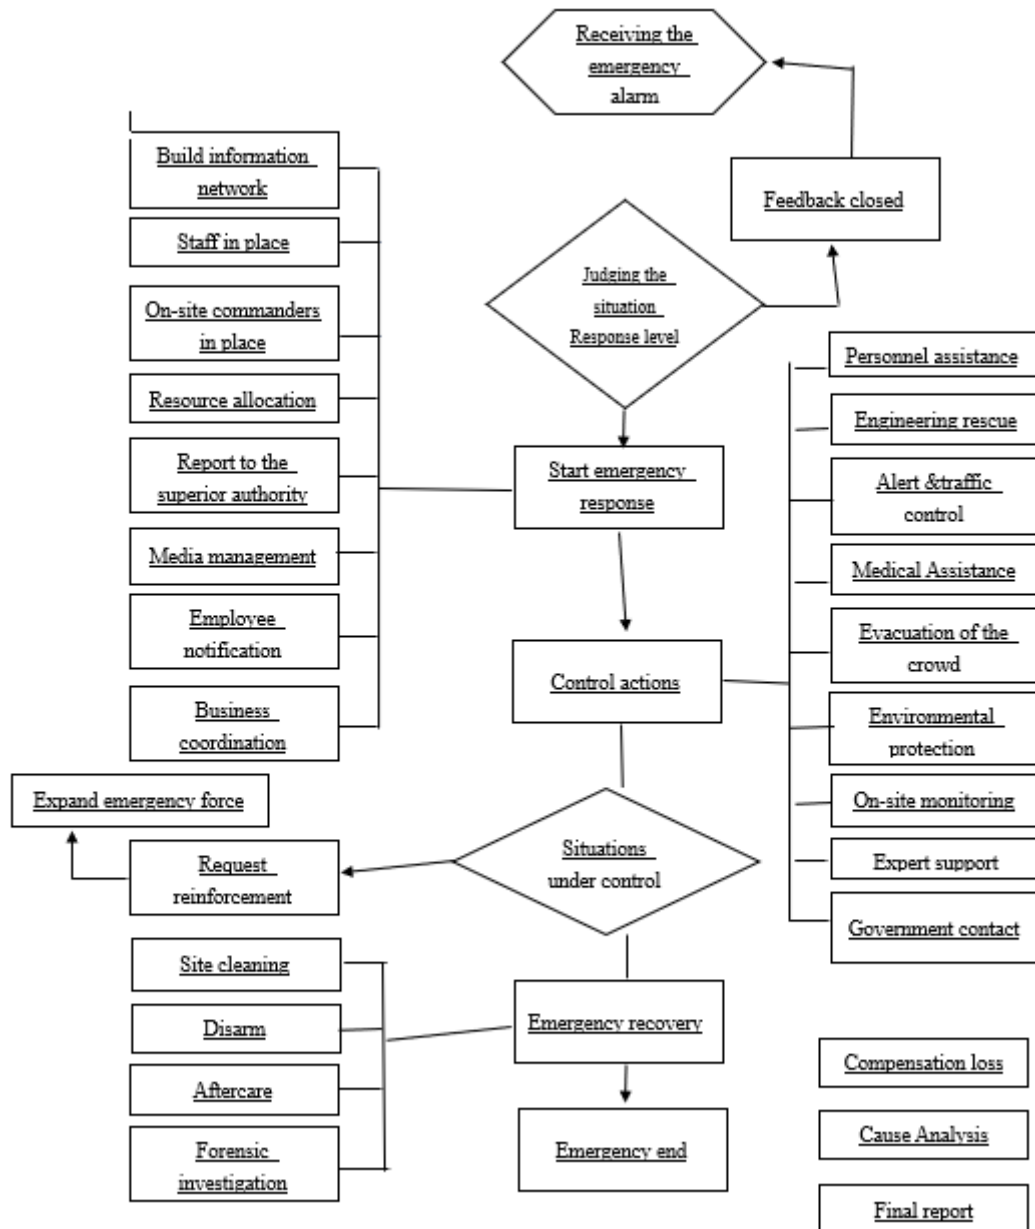 Receiving the
emergency
alarm
Feedback closed
Judging the
situation
Response level
Build information
network
Staff in place
On-site commanders
in place
Resource allocation
Report to the
superior authority
Media management
Employee
notification
Business
coordination
Start emergency
response
Control actions
Personnel assistance
Engineering rescue
Alert &traffic
control
Medical Assistance
Evacuation of the
crowd
Environmental
protection
On-site monitoring
Expert support
Government contact
Expand emergency force
Request
reinforcement
Situations
under control
Site cleaning
Disarm
Aftercare
Forensic
investigation
Emergency recovery
Emergency end
Compensation loss
Cause Analysis
Final report